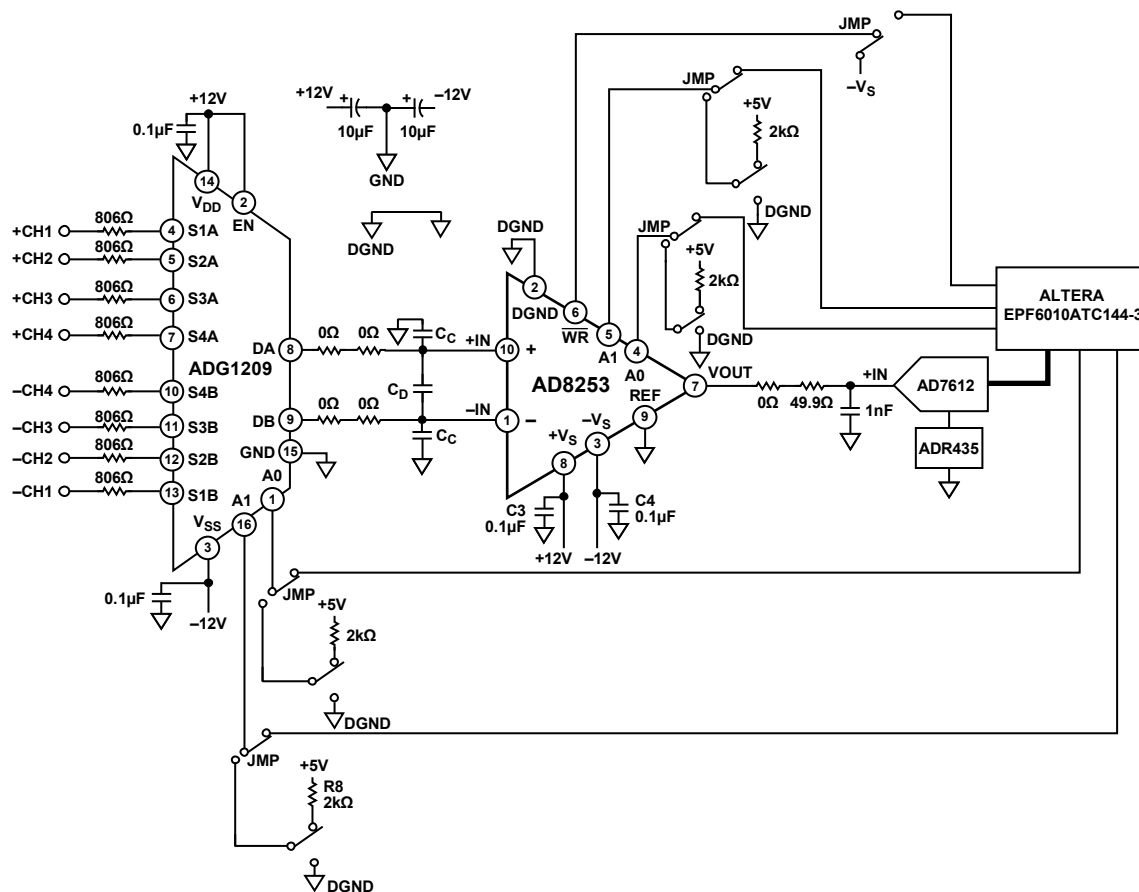 JMP
–VS
JMP
+5V
2kΩ
DGND
+12V
0.1µF
+12V
+
10µF
+
10µF
–12V
GND
DGND
14
VDD
2
EN
+CH1
806Ω
4
S1A
+CH2
806Ω
5
S2A
+CH3
806Ω
6
S3A
+CH4
806Ω
7
S4A
–CH4
806Ω
10
S4B
–CH3
806Ω
11
S3B
–CH2
806Ω
12
S2B
–CH1
806Ω
13
S1B
ADG1209
DA
8
DB
9
GND
15
A0
1
A1
16
VSS
3
0.1µF
–12V
0Ω
0Ω
0Ω
0Ω
CC
CD
CC
+IN
–IN
DGND
2
DGND
6
WR
5
A1
4
A0
10
+
1
–
AD8253
7
VOUT
REF
9
–VS
3
+VS
8
C3
0.1µF
+12V
–12V
C4
0.1µF
JMP
+5V
2kΩ
DGND
0Ω
49.9Ω
1nF
+IN
AD7612
ADR435
ALTERA
EPF6010ATC144-3
JMP
+5V
2kΩ
DGND
JMP
+5V
R8
2kΩ
DGND